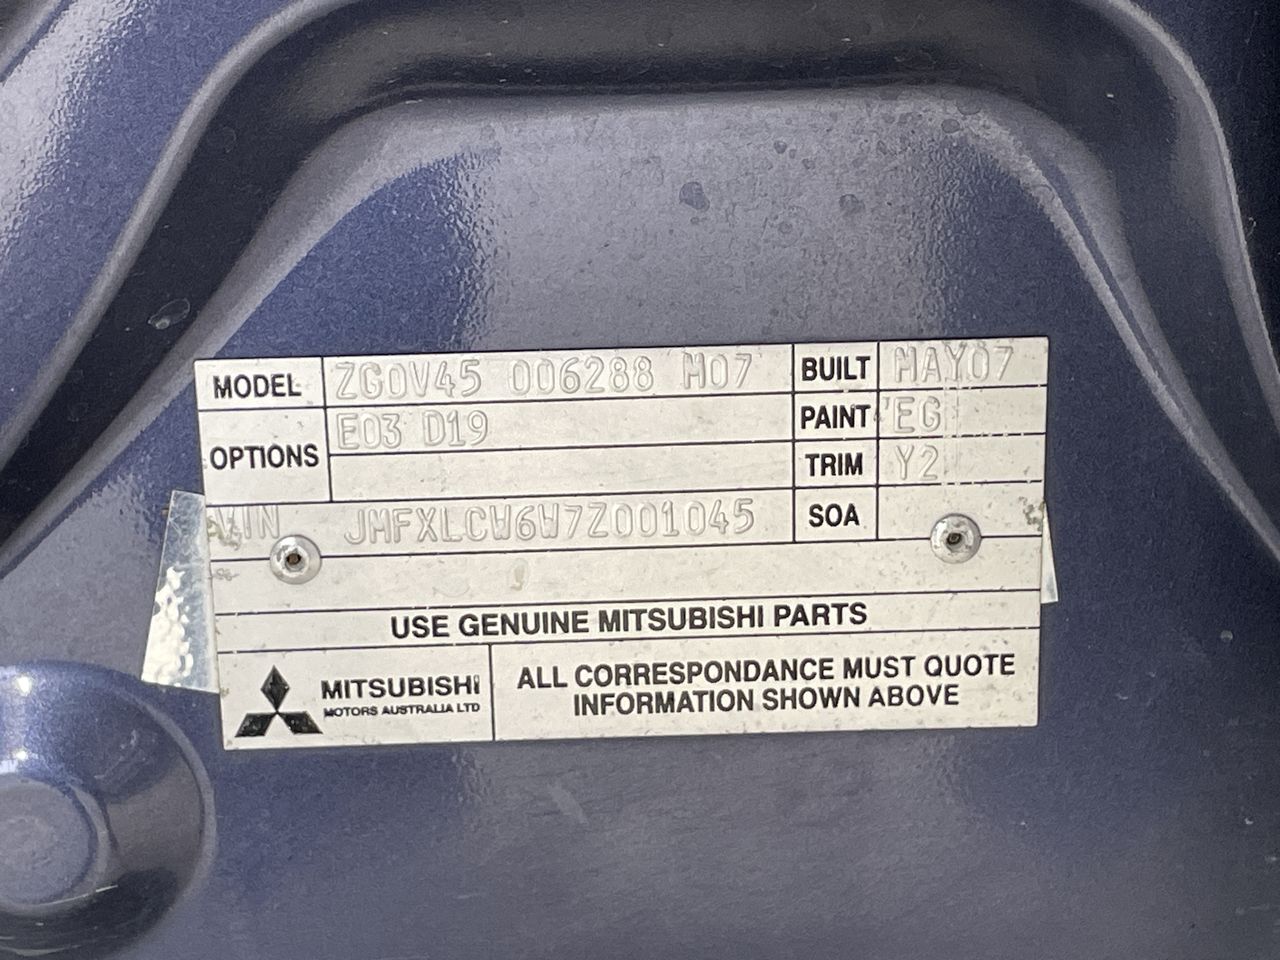 MODEL ZG0V45 006288 M07 BUILT MAY07
OPTIONS E03 D19 PAINT EG
TRIM Y2
VIN JMFXLCW6W7Z001045 SOA
USE GENUINE MITSUBISHI PARTS
MITSUBISHI
MOTORS AUSTRALIA LTD
ALL CORRESPONDANCE MUST QUOTE
INFORMATION SHOWN ABOVE